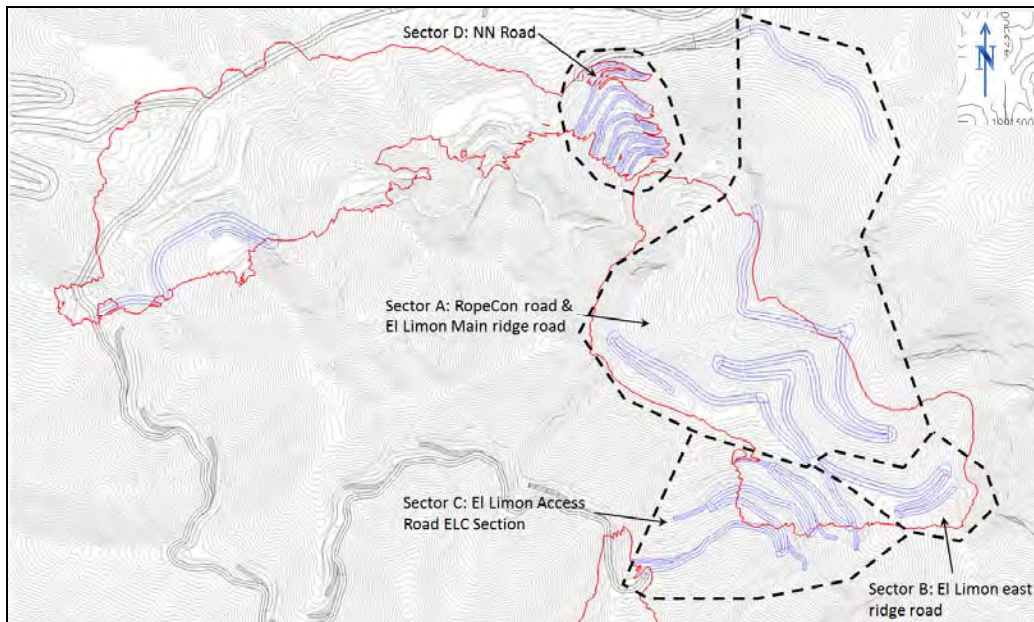 Sector D: NN Road
N
Sector A: RopeCon road &
El Limon Main ridge road
Sector C: El Limon Access
Road ELC Section
Sector B: El Limon east
ridge road